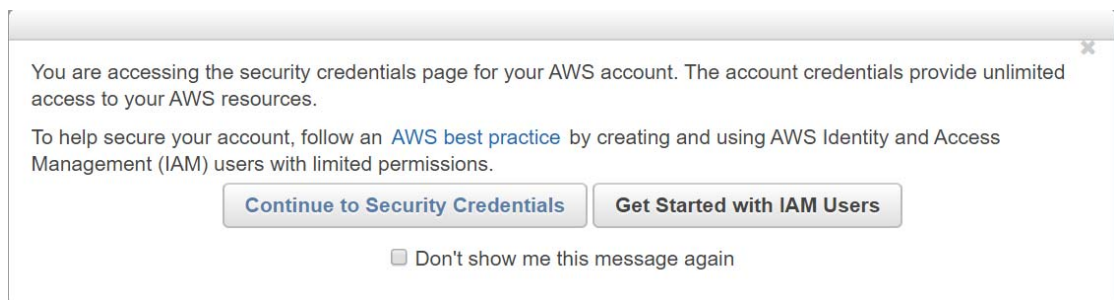 You are accessing the security credentials page for your AWS account. The account credentials provide unlimited
access to your AWS resources.
To help secure your account, follow an AWS best practice by creating and using AWS Identity and Access
Management (IAM) users with limited permissions.
Continue to Security Credentials Get Started with IAM Users
Don't show me this message again